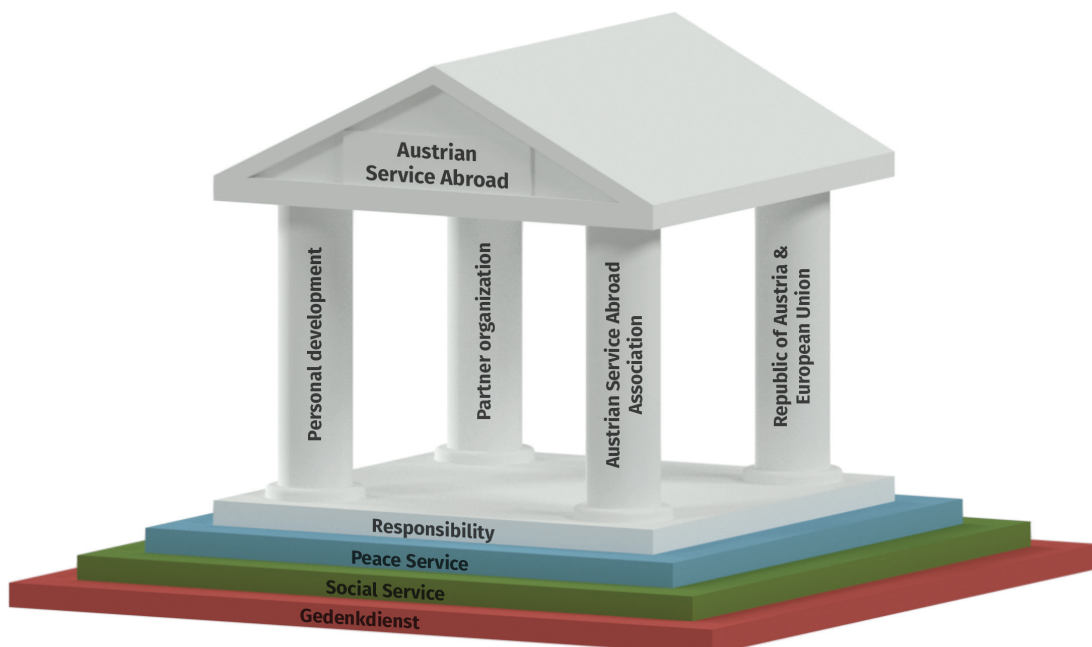 Austrian
Service Abroad
Personal development
Partner organization
Austrian Service Abroad
Association
Republic of Austria &
European Union
Responsibility
Peace Service
Social Service
Gedenkdienst